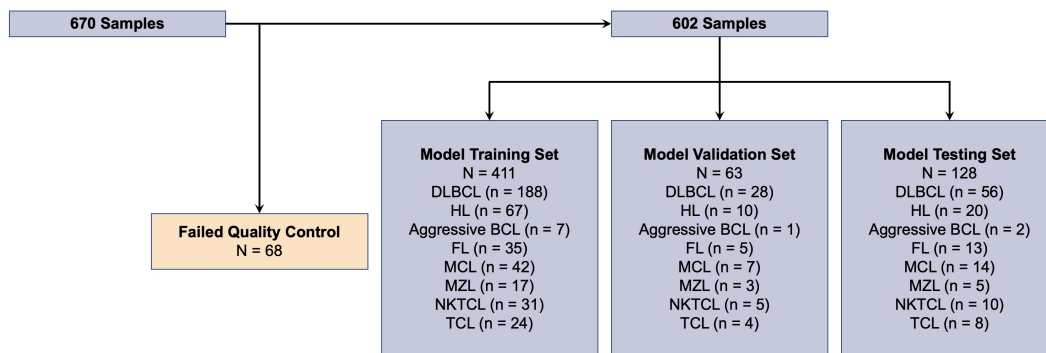 670 Samples
602 Samples
Failed Quality Control
N = 68
Model Training Set
N = 411
DLBCL (n = 188)
HL (n = 67)
Aggressive BCL (n = 7)
FL (n = 35)
MCL (n = 42)
MZL (n = 17)
NKTCL (n = 31)
TCL (n = 24)
Model Validation Set
N = 63
DLBCL (n = 28)
HL (n = 10)
Aggressive BCL (n = 1)
FL (n = 5)
MCL (n = 7)
MZL (n = 3)
NKTCL (n = 5)
TCL (n = 4)
Model Testing Set
N = 128
DLBCL (n = 56)
HL (n = 20)
Aggressive BCL (n = 2)
FL (n = 13)
MCL (n = 14)
MZL (n = 5)
NKTCL (n = 10)
TCL (n = 8)